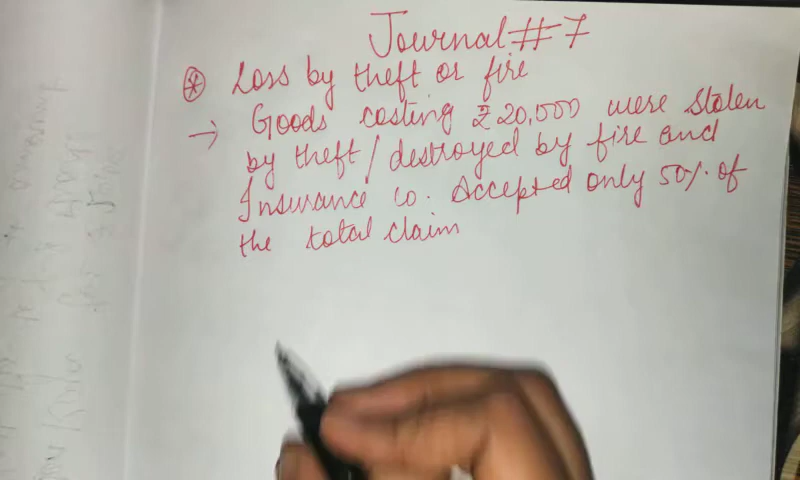 Journal #7
* Loss by theft or fire
→ Goods costing ₹20,000 were stolen
by theft / destroyed by fire and
Insurance co. Accepted only 50% of
the total claim